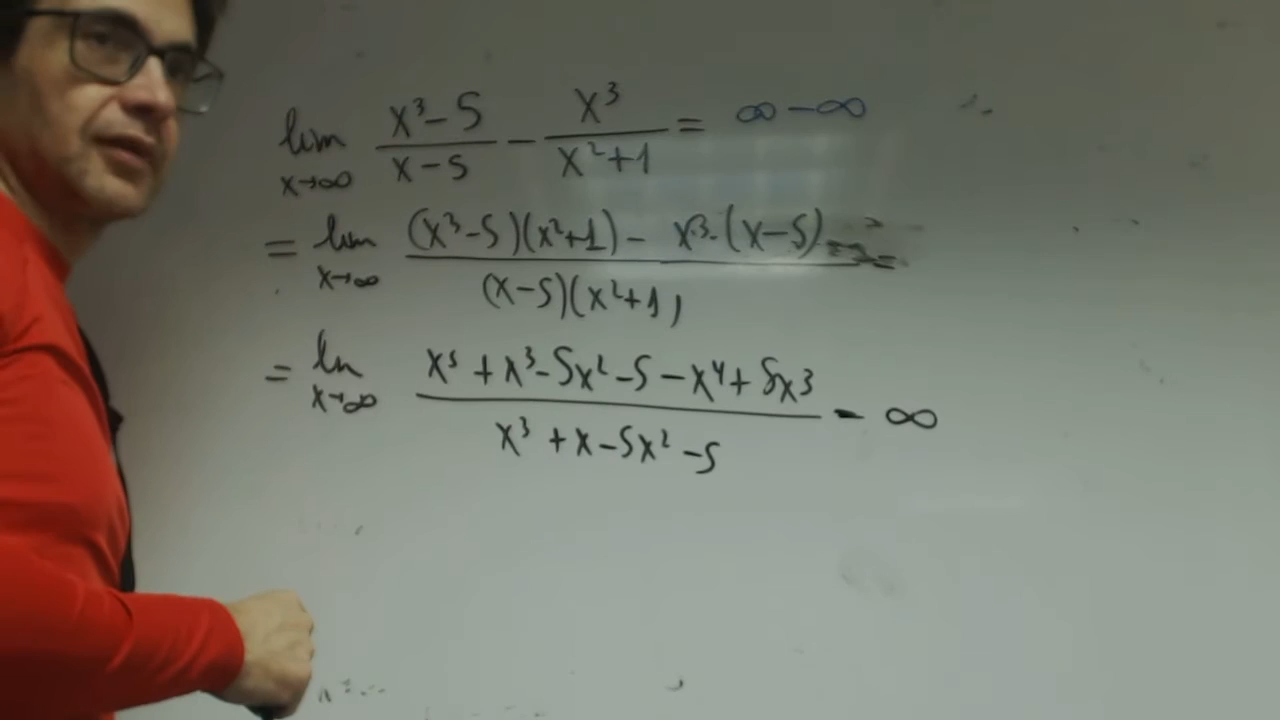 lim x→∞ (x³-5)/(x-5) - x³/(x²+1) = ∞ - ∞
= lim x→∞ ((x³-5)(x²+1) - x³·(x-5))/((x-5)(x²+1) =
= lim x→∞ (x⁵+x³-5x²-5-x⁴+5x³)/(x³+x-5x²-5) = ∞